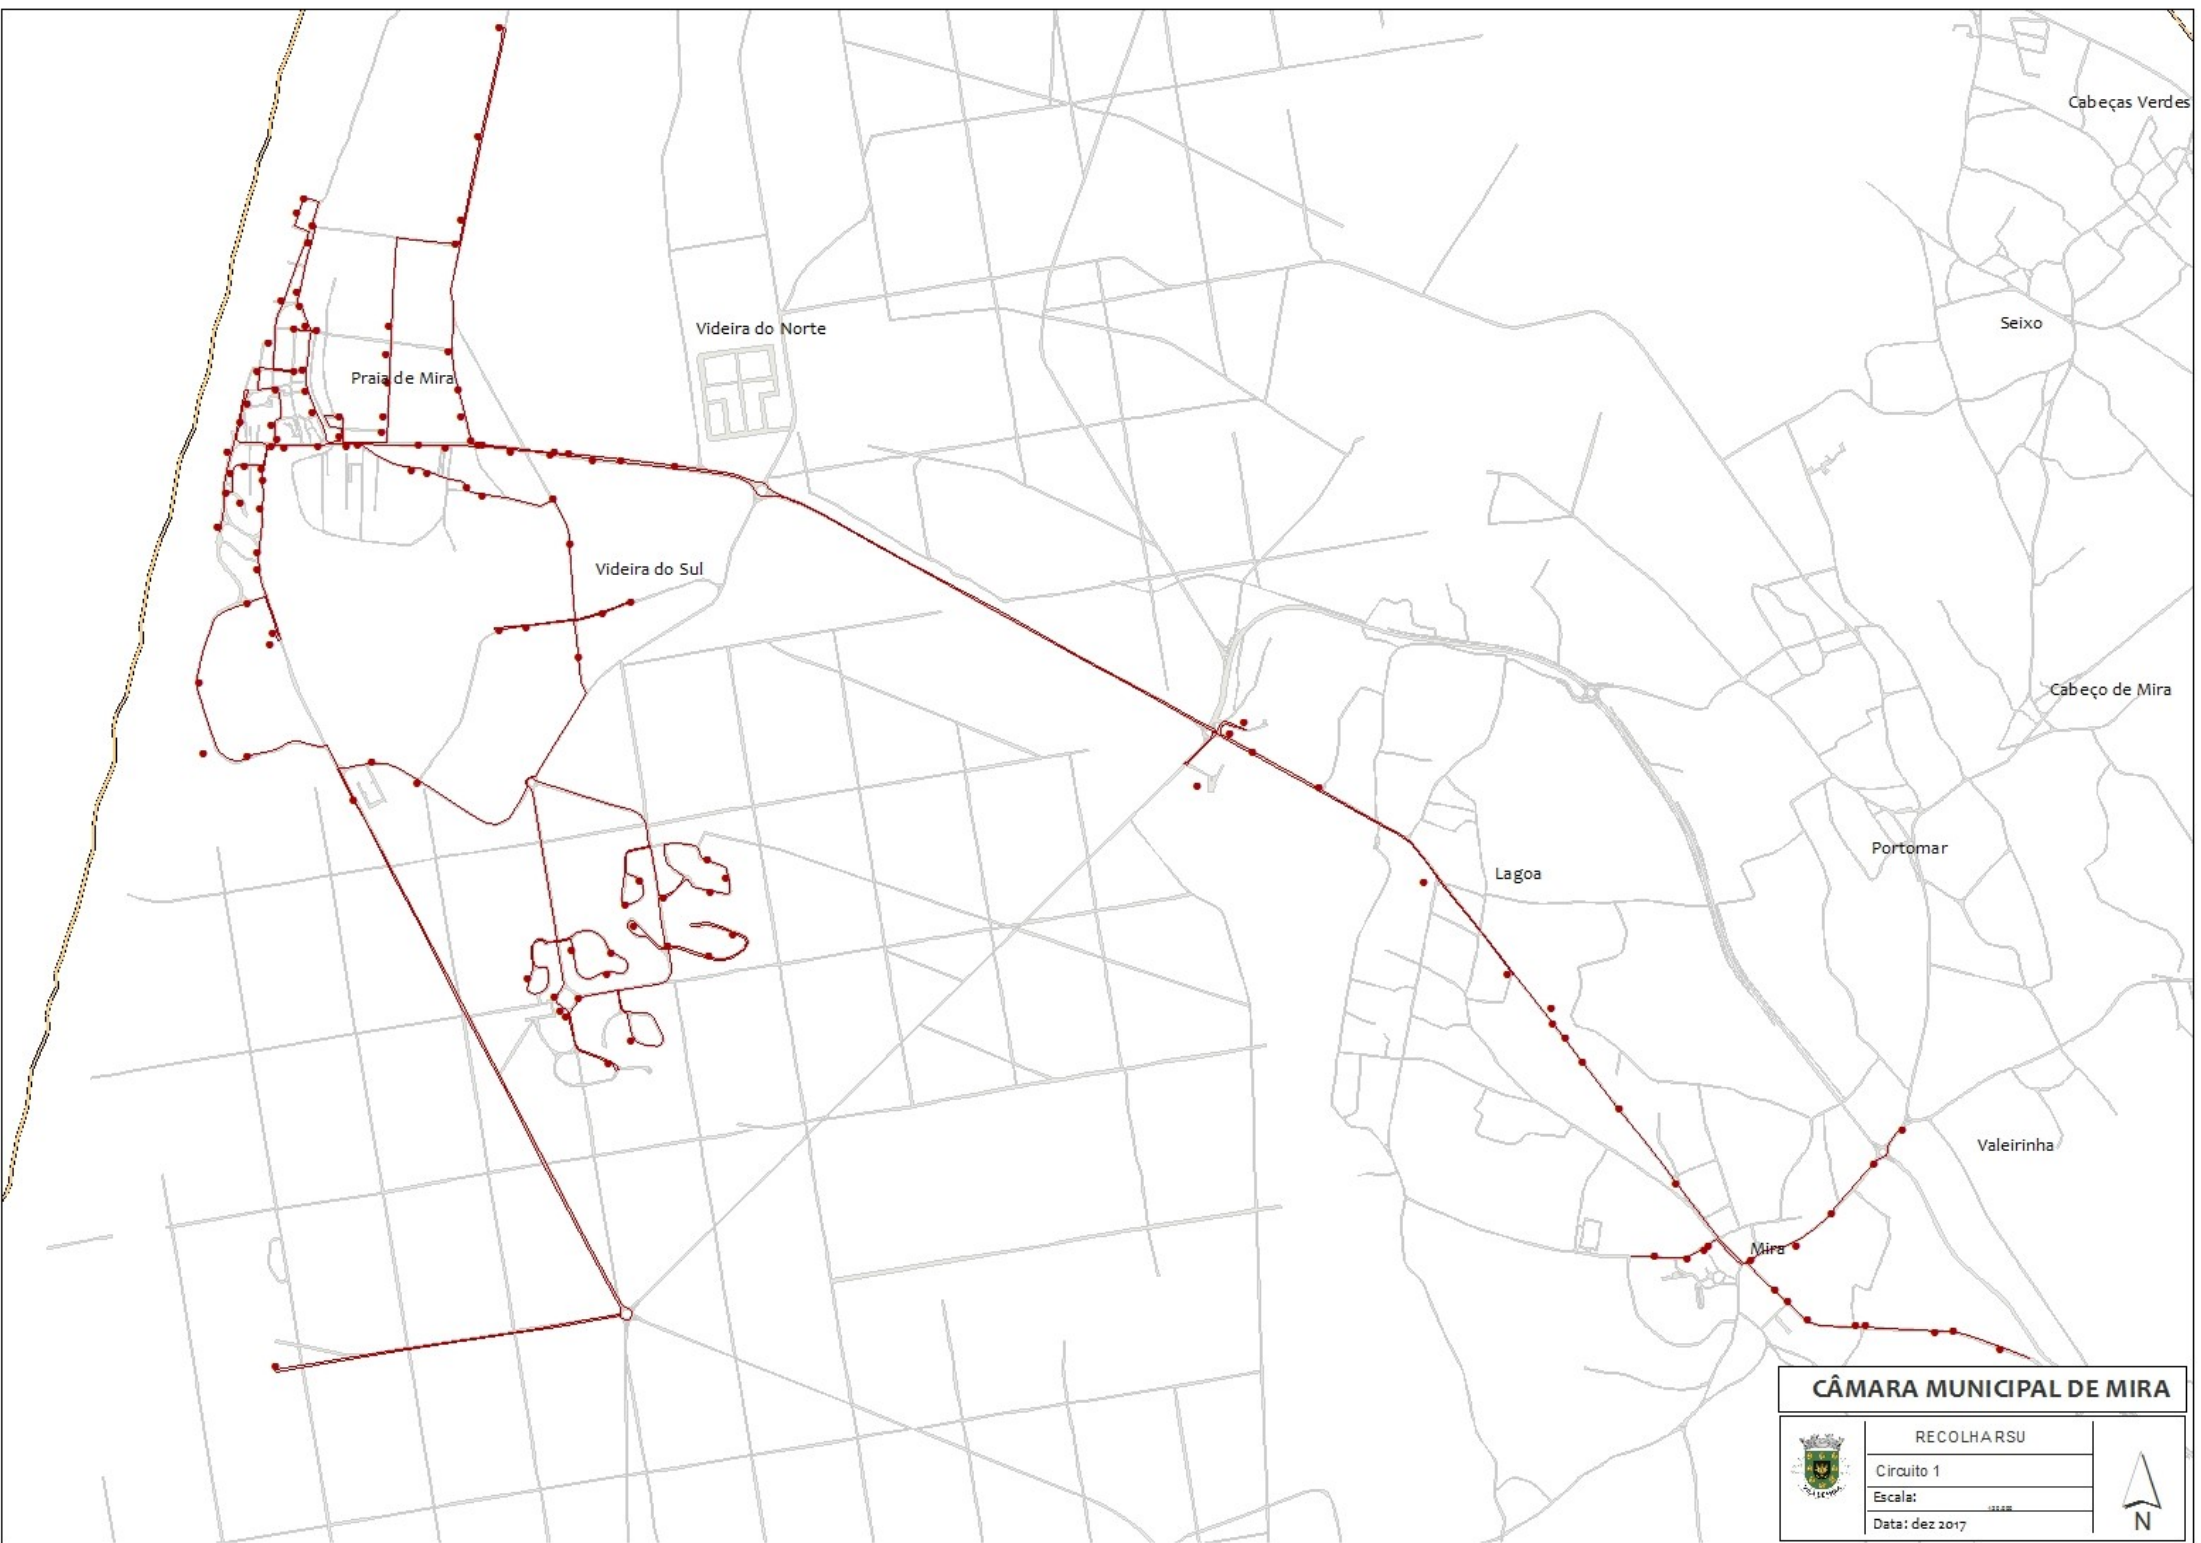 Cabeças Verdes
Seixo
Videira do Norte
Praia de Mira
Videira do Sul
Cabeço de Mira
Portomar
Lagoa
Valeirinha
Mira
CÂMARA MUNICIPAL DE MIRA
RECOLHA RSU
Circuito 1
Escala:
Data: dez 2017
N